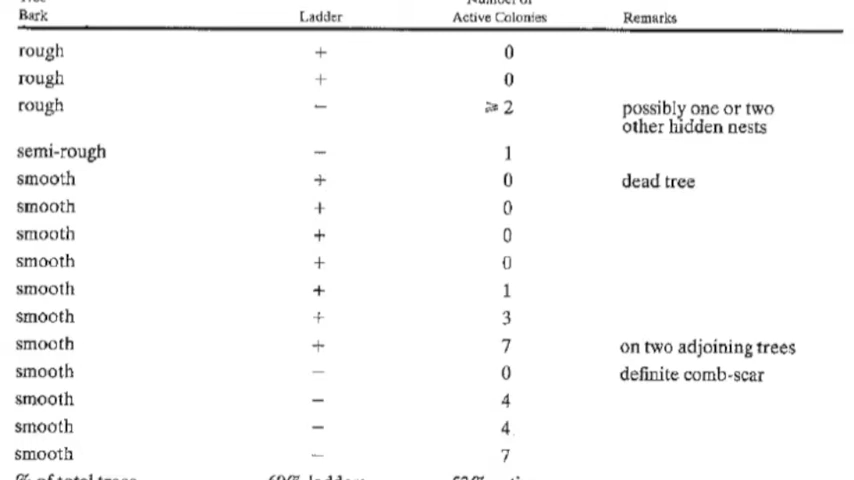 Bark Ladder Active Colonies Remarks
rough + 0
rough + 0
rough − ⩾ 2 possibly one or two
other hidden nests
semi-rough − 1
smooth + 0 dead tree
smooth + 0
smooth + 0
smooth + 0
smooth + 1
smooth + 3
smooth + 7 on two adjoining trees
smooth − 0 definite comb-scar
smooth − 4
smooth − 4
smooth − 7